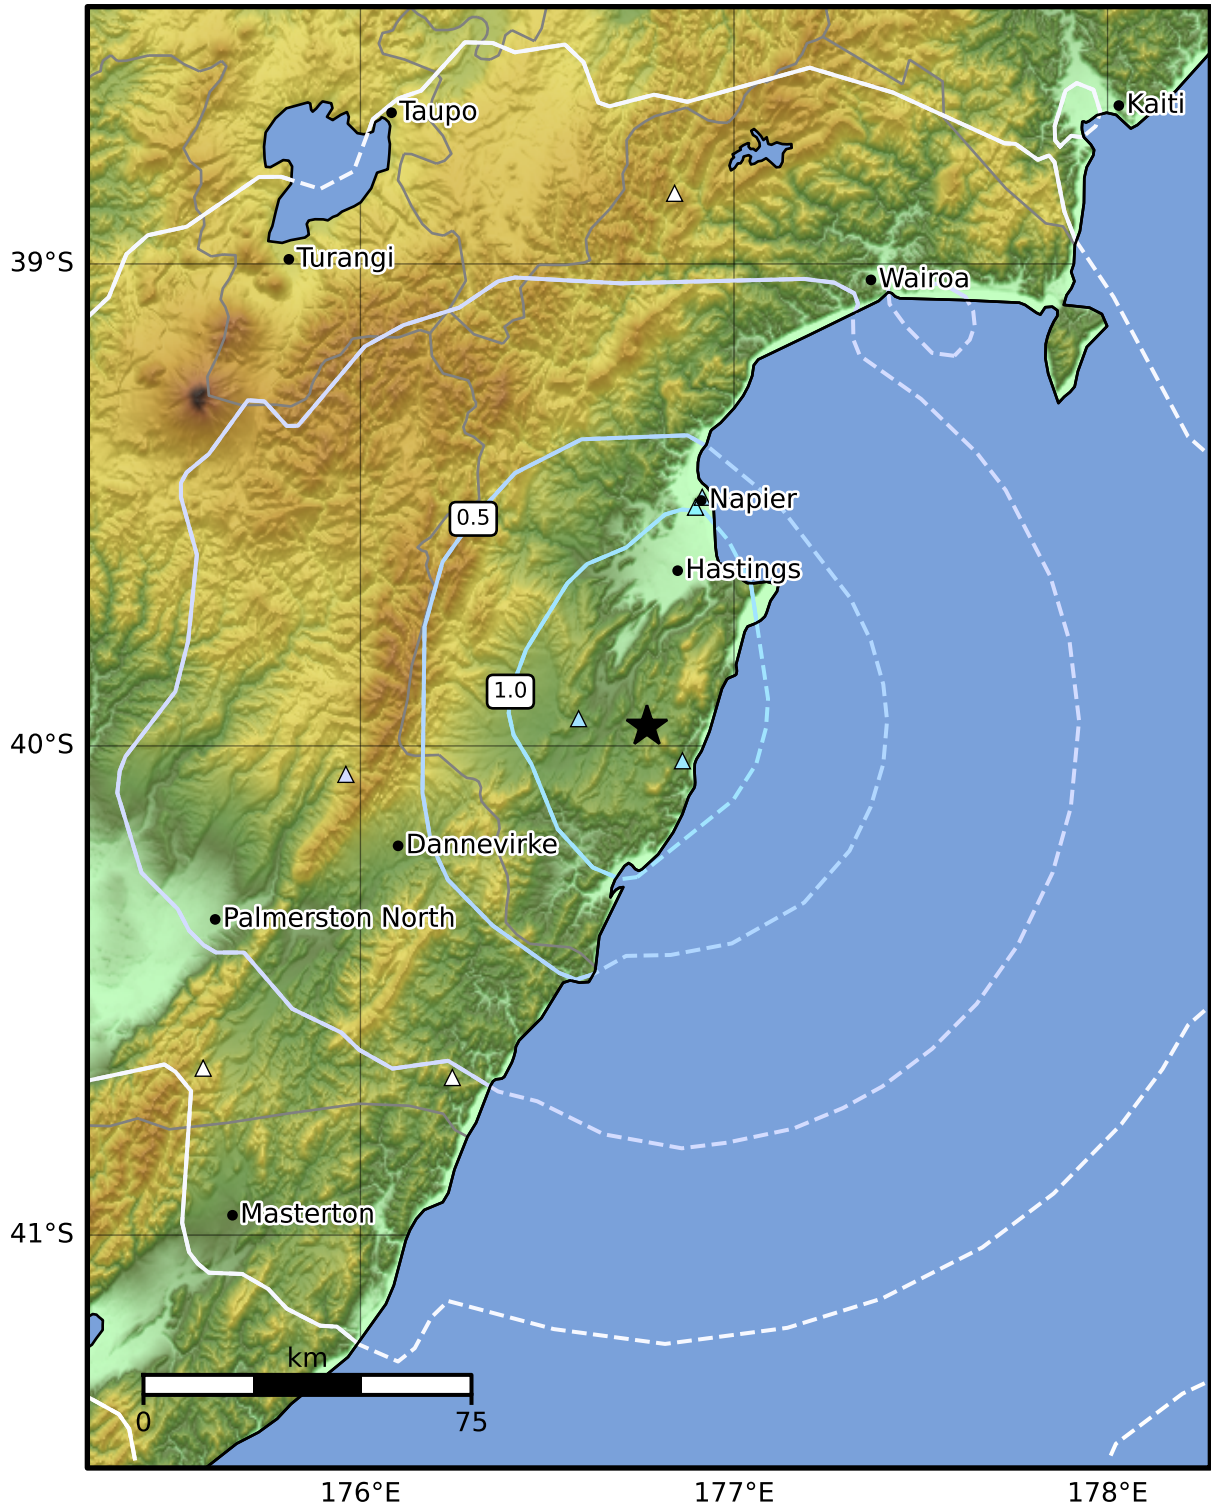 Kaiti
Taupo
Turangi
39°S
Wairoa
Napier
0.5
Hastings
1.0
40°S
Dannevirke
Palmerston North
Masterton
41°S
km
0 75
176°E 177°E 178°E